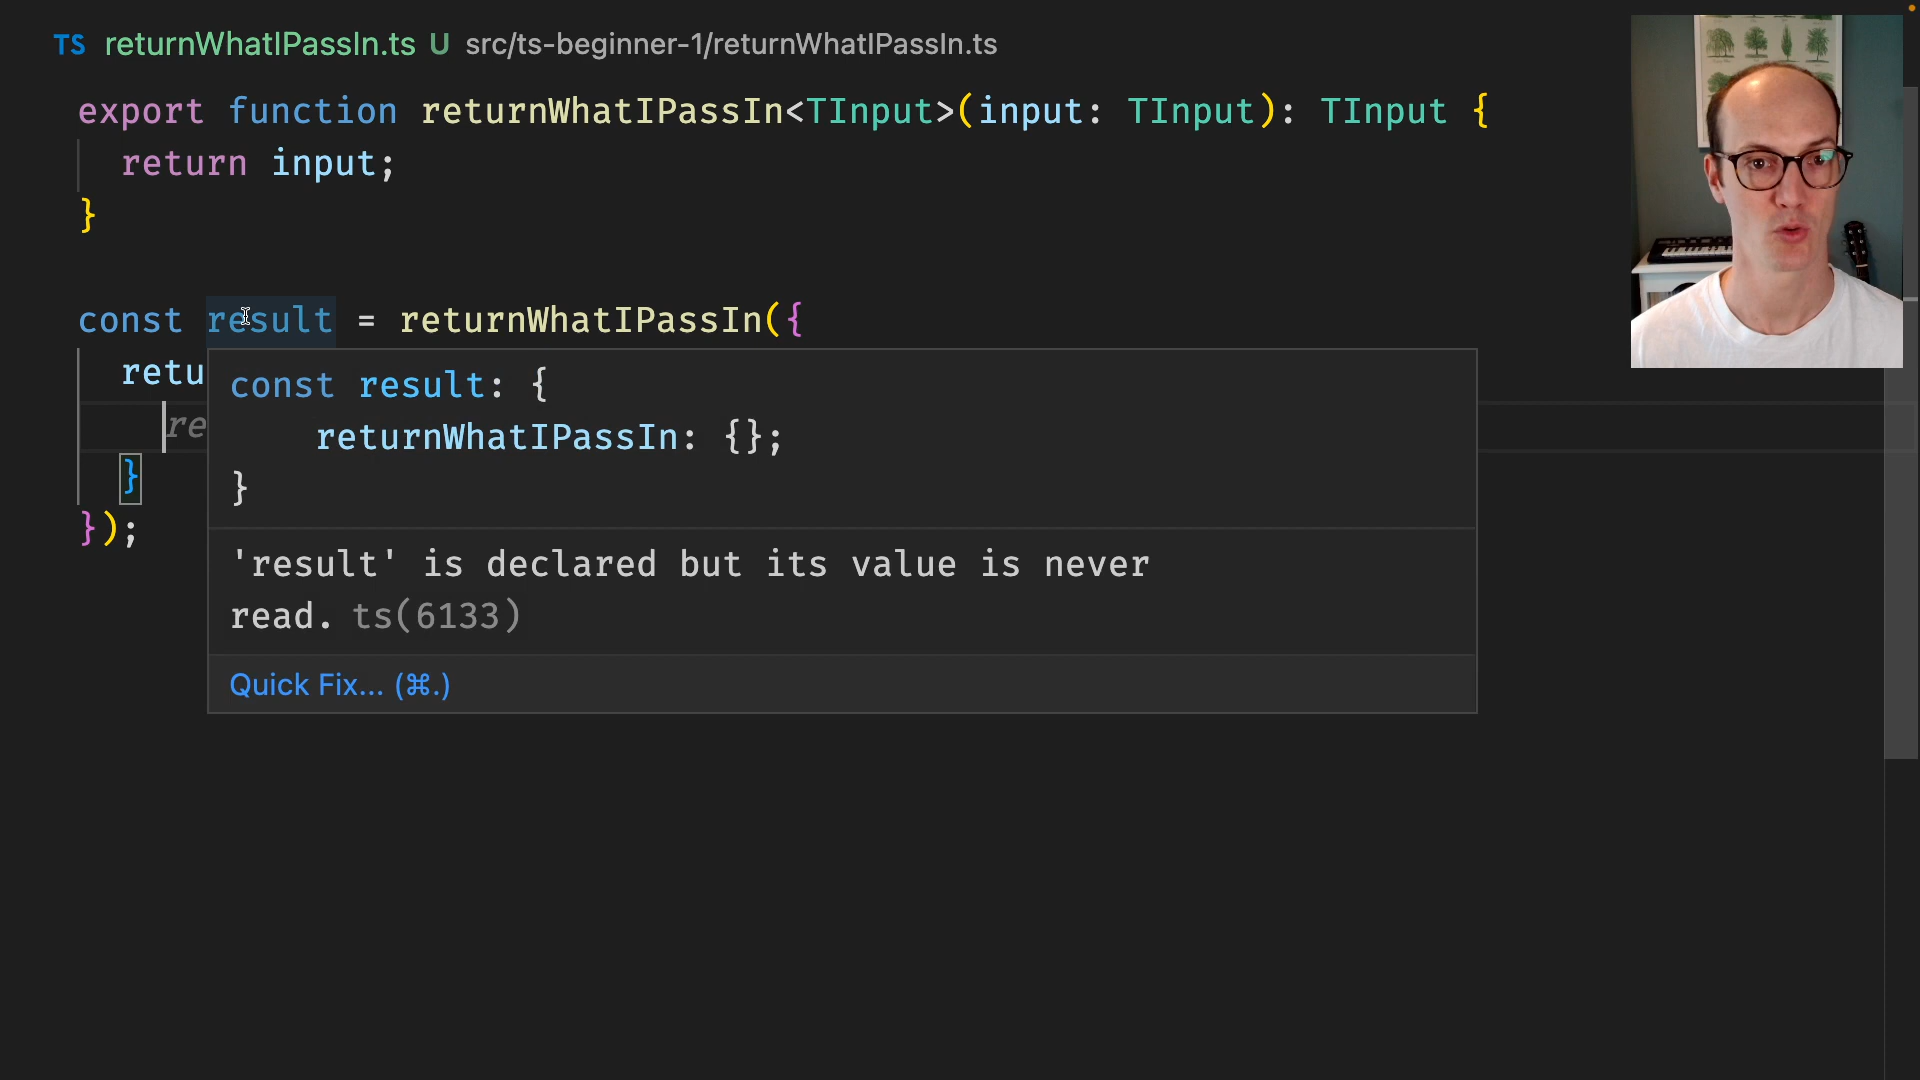 TS returnWhatIPassIn.ts U src/ts-beginner-1/returnWhatIPassIn.ts
export function returnWhatIPassIn<TInput>(input: TInput): TInput {
return input;
}
const result = returnWhatIPassIn({
retu
re
}
});
const result: {
returnWhatIPassIn: {};
}
'result' is declared but its value is never
read. ts(6133)
Quick Fix... (⌘.)